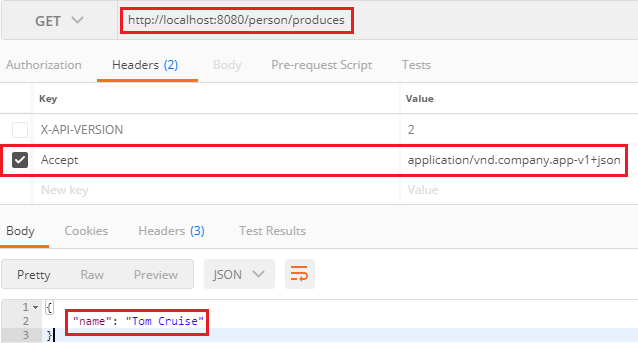 GET http://localhost:8080/person/produces
Authorization Headers (2) Body Pre-request Script Tests
Key Value
X-API-VERSION 2
Accept application/vnd.company.app-v1+json
New key Value
Body Cookies Headers (3) Test Results
Pretty Raw Preview JSON
1 {
2 "name": "Tom Cruise"
3 }